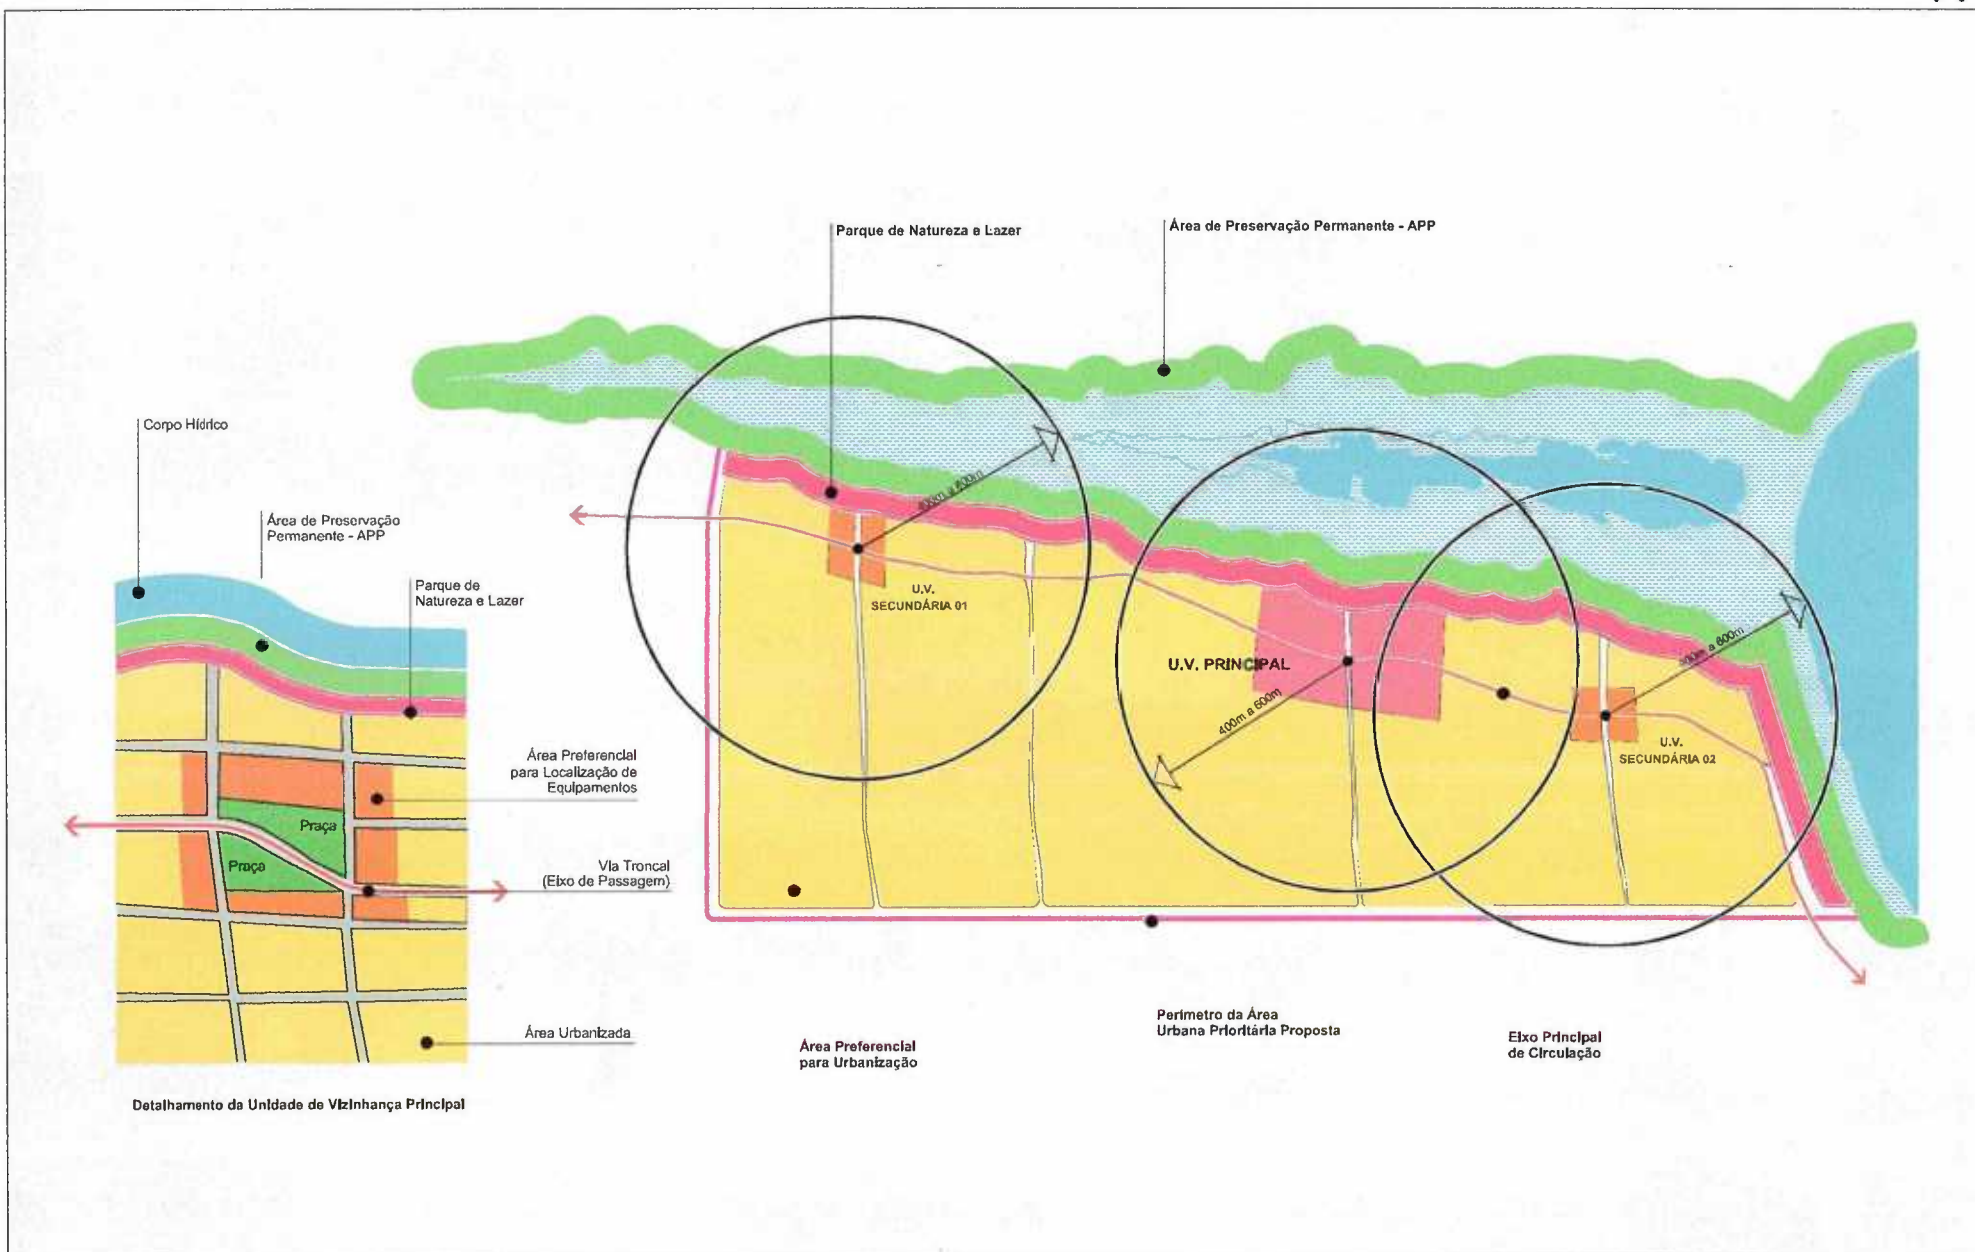 Parque de Natureza e Lazer
Área de Preservação Permanente - APP
Corpo Hídrico
Área de Preservação
Permanente - APP
Parque de
Natureza e Lazer
Área Preferencial
para Localização de
Equipamentos
Praça
Praça
Via Troncal
(Eixo de Passagem)
Área Urbanizada
Detalhamento da Unidade de Vizinhança Principal
400m a 600m
U.V.
SECUNDÁRIA 01
U.V. PRINCIPAL
400m a 600m
400m a 600m
U.V.
SECUNDÁRIA 02
Área Preferencial
para Urbanização
Perímetro da Área
Urbana Prioritária Proposta
Eixo Principal
de Circulação